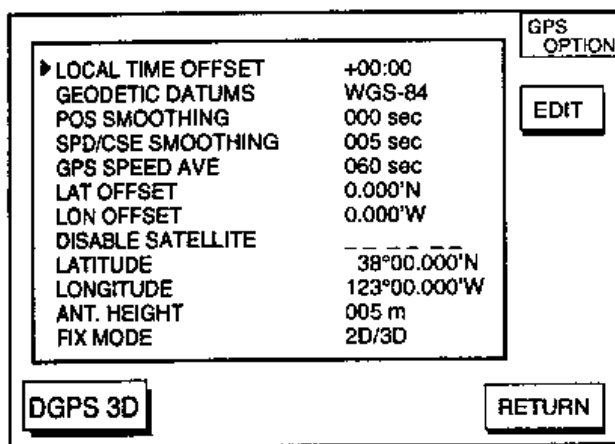 GPS
OPTION
▶LOCAL TIME OFFSET +00:00
GEODETIC DATUMS WGS-84
POS SMOOTHING 000 sec
SPD/CSE SMOOTHING 005 sec
GPS SPEED AVE 060 sec
LAT OFFSET 0.000'N
LON OFFSET 0.000'W
DISABLE SATELLITE _ _ _ _ _
LATITUDE 38°00.000'N
LONGITUDE 123°00.000'W
ANT. HEIGHT 005 m
FIX MODE 2D/3D
EDIT
DGPS 3D
RETURN